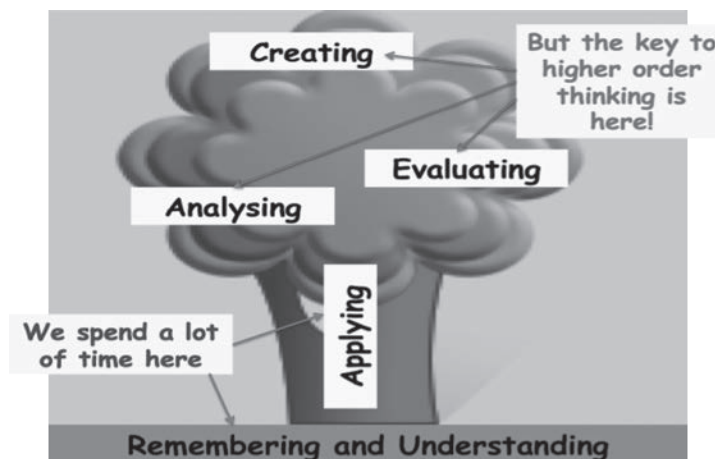 Creating
But the key to
higher order
thinking is
here!
Evaluating
Analysing
Applying
We spend a lot
of time here
Remembering and Understanding